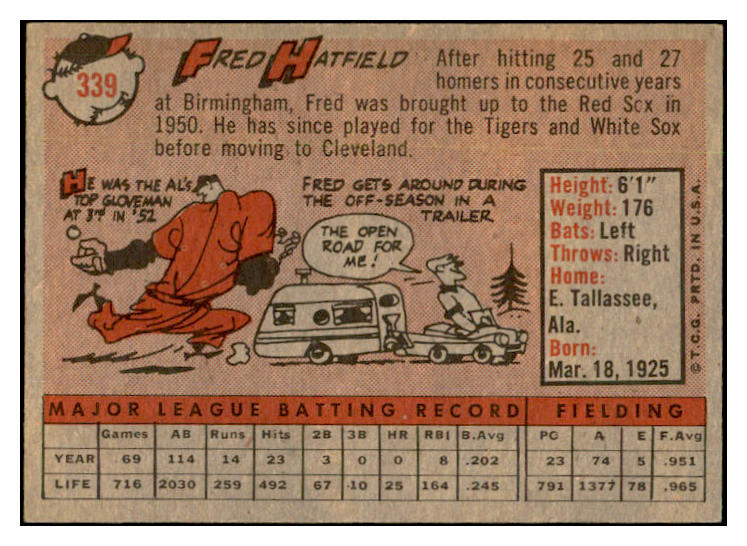 339
FRED HATFIELD
After hitting 25 and 27
homers in consecutive years
at Birmingham, Fred was brought up to the Red Sox in
1950. He has since played for the Tigers and White Sox
before moving to Cleveland.
HE WAS THE AL'S
TOP GLOVEMAN
AT 3RD IN '52
FRED GETS AROUND DURING
THE OFF-SEASON IN A
TRAILER
THE OPEN
ROAD FOR
ME!
Height: 6'1"
Weight: 176
Bats: Left
Throws: Right
Home:
E. Tallassee,
Ala.
Born:
Mar. 18, 1925
© T.C.G. PRTD. IN U.S.A.
MAJOR LEAGUE BATTING RECORD FIELDING
Games AB Runs Hits 2B 3B HR RBI B.Avg PO A E F.Avg
YEAR 69 114 14 23 3 0 0 8 .202 23 74 5 .951
LIFE 716 2030 259 492 67 10 25 164 .245 791 1377 78 .965